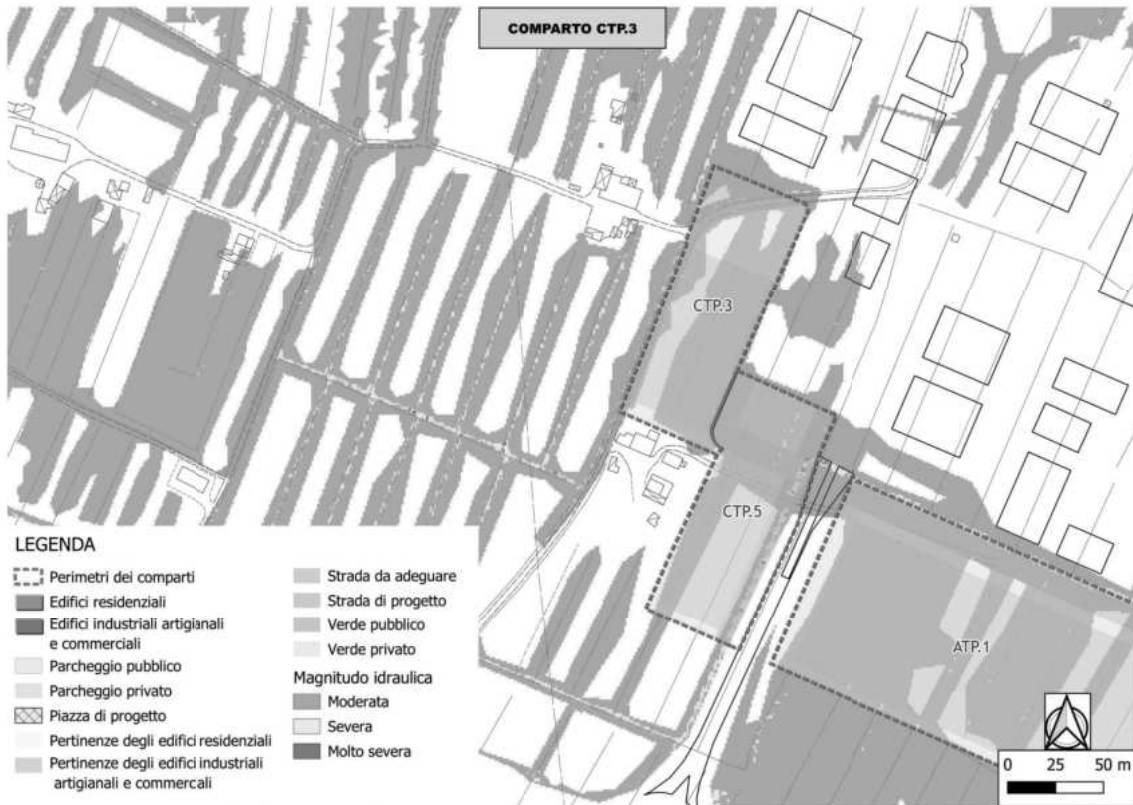 COMPARTO CTP.3
CTP.3
CTP.5
ATP.1
LEGENDA
Perimetri dei comparti
Edifici residenziali
Edifici industriali artigianali
e commerciali
Parcheggio pubblico
Parcheggio privato
Piazza di progetto
Pertinenze degli edifici residenziali
Pertinenze degli edifici industriali
artigianali e commercali
Strada da adeguare
Strada di progetto
Verde pubblico
Verde privato
Magnitudo idraulica
Moderata
Severa
Molto severa
0 25 50 m